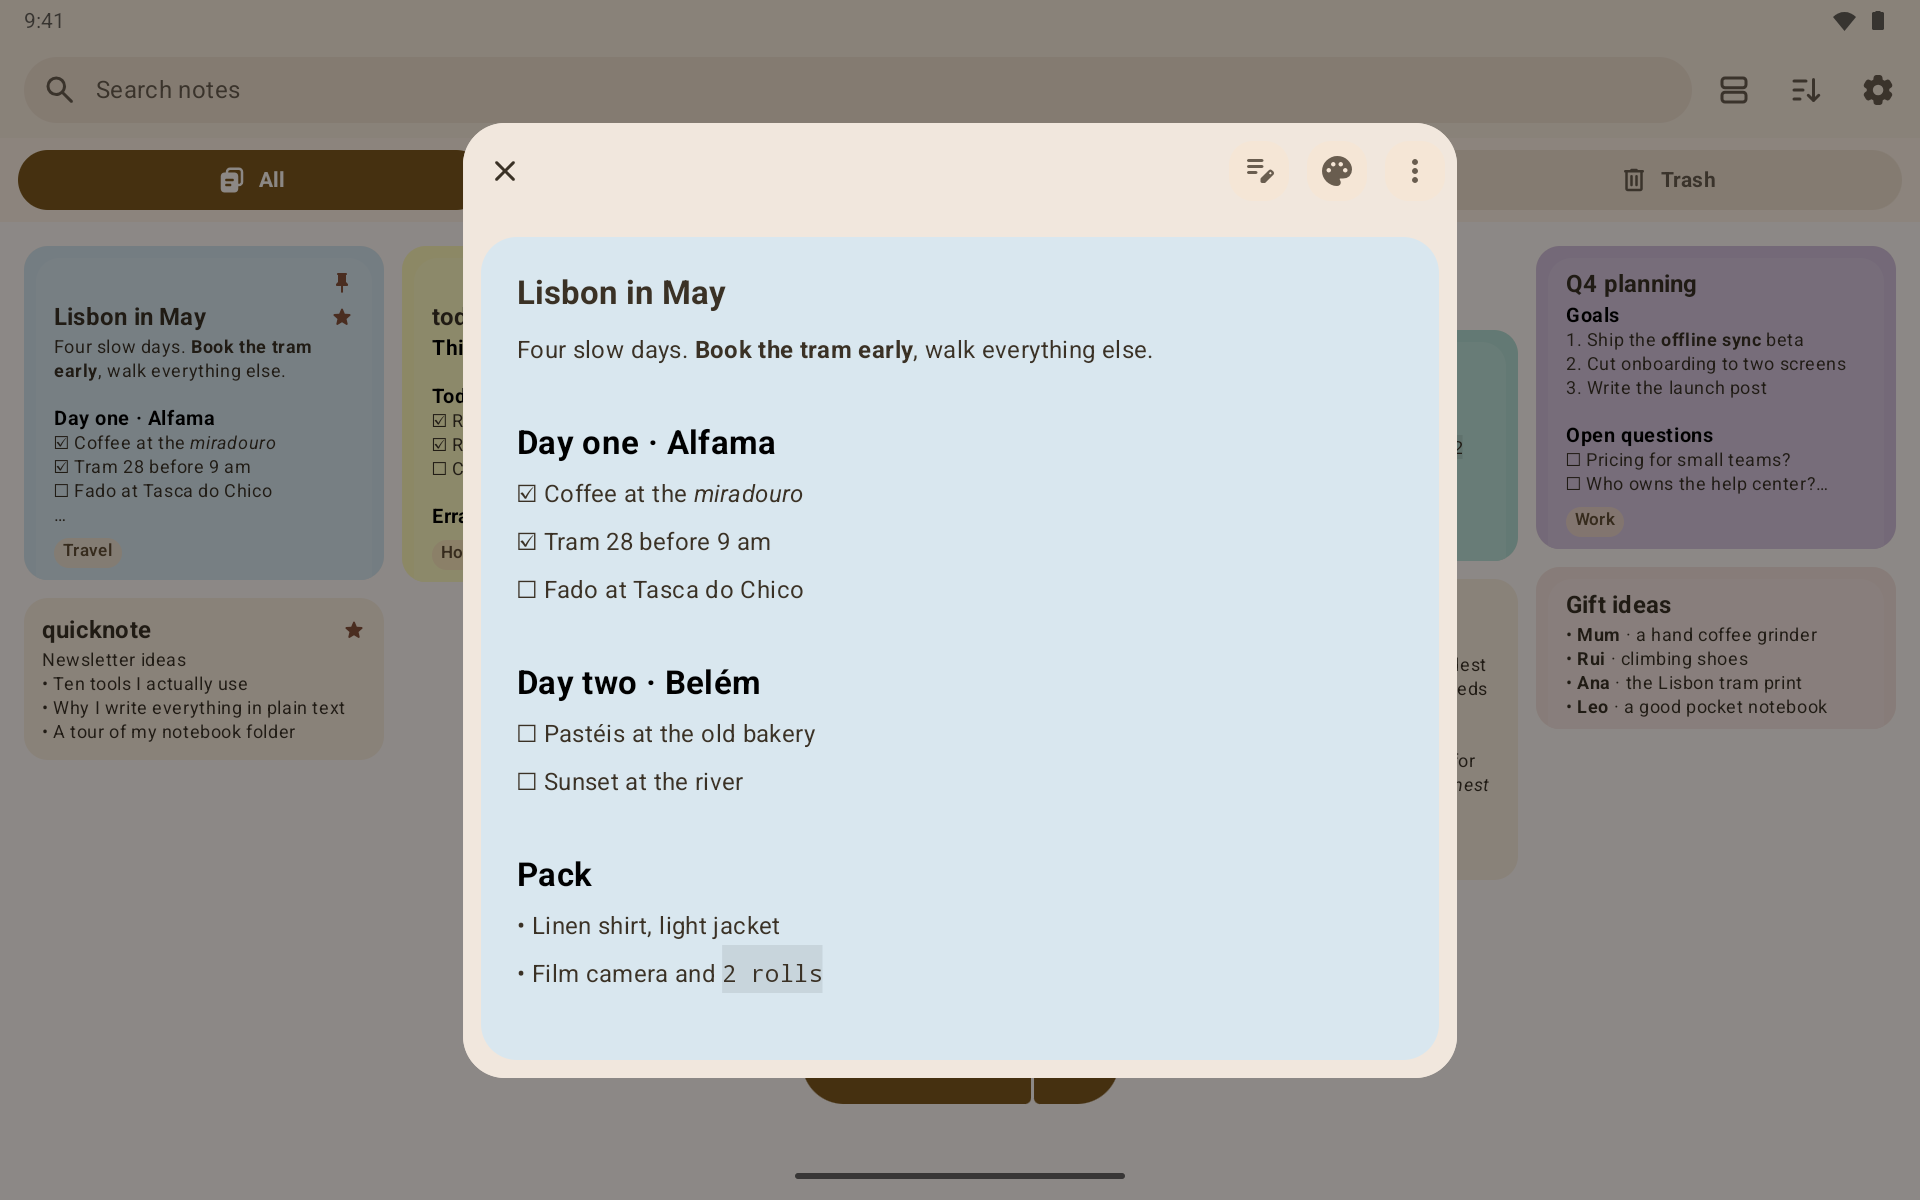 9:41
Search notes
All
Trash
Lisbon in May
Four slow days. Book the tram
early, walk everything else.
Day one · Alfama
☑ Coffee at the miradouro
☑ Tram 28 before 9 am
☐ Fado at Tasca do Chico
…
Travel
quicknote
Newsletter ideas
• Ten tools I actually use
• Why I write everything in plain text
• A tour of my notebook folder
Lisbon in May
Four slow days. Book the tram early, walk everything else.
Day one · Alfama
☑ Coffee at the miradouro
☑ Tram 28 before 9 am
☐ Fado at Tasca do Chico
Day two · Belém
☐ Pastéis at the old bakery
☐ Sunset at the river
Pack
• Linen shirt, light jacket
• Film camera and 2 rolls
Q4 planning
Goals
1. Ship the offline sync beta
2. Cut onboarding to two screens
3. Write the launch post
Open questions
☐ Pricing for small teams?
☐ Who owns the help center?…
Work
Gift ideas
• Mum · a hand coffee grinder
• Rui · climbing shoes
• Ana · the Lisbon tram print
• Leo · a good pocket notebook